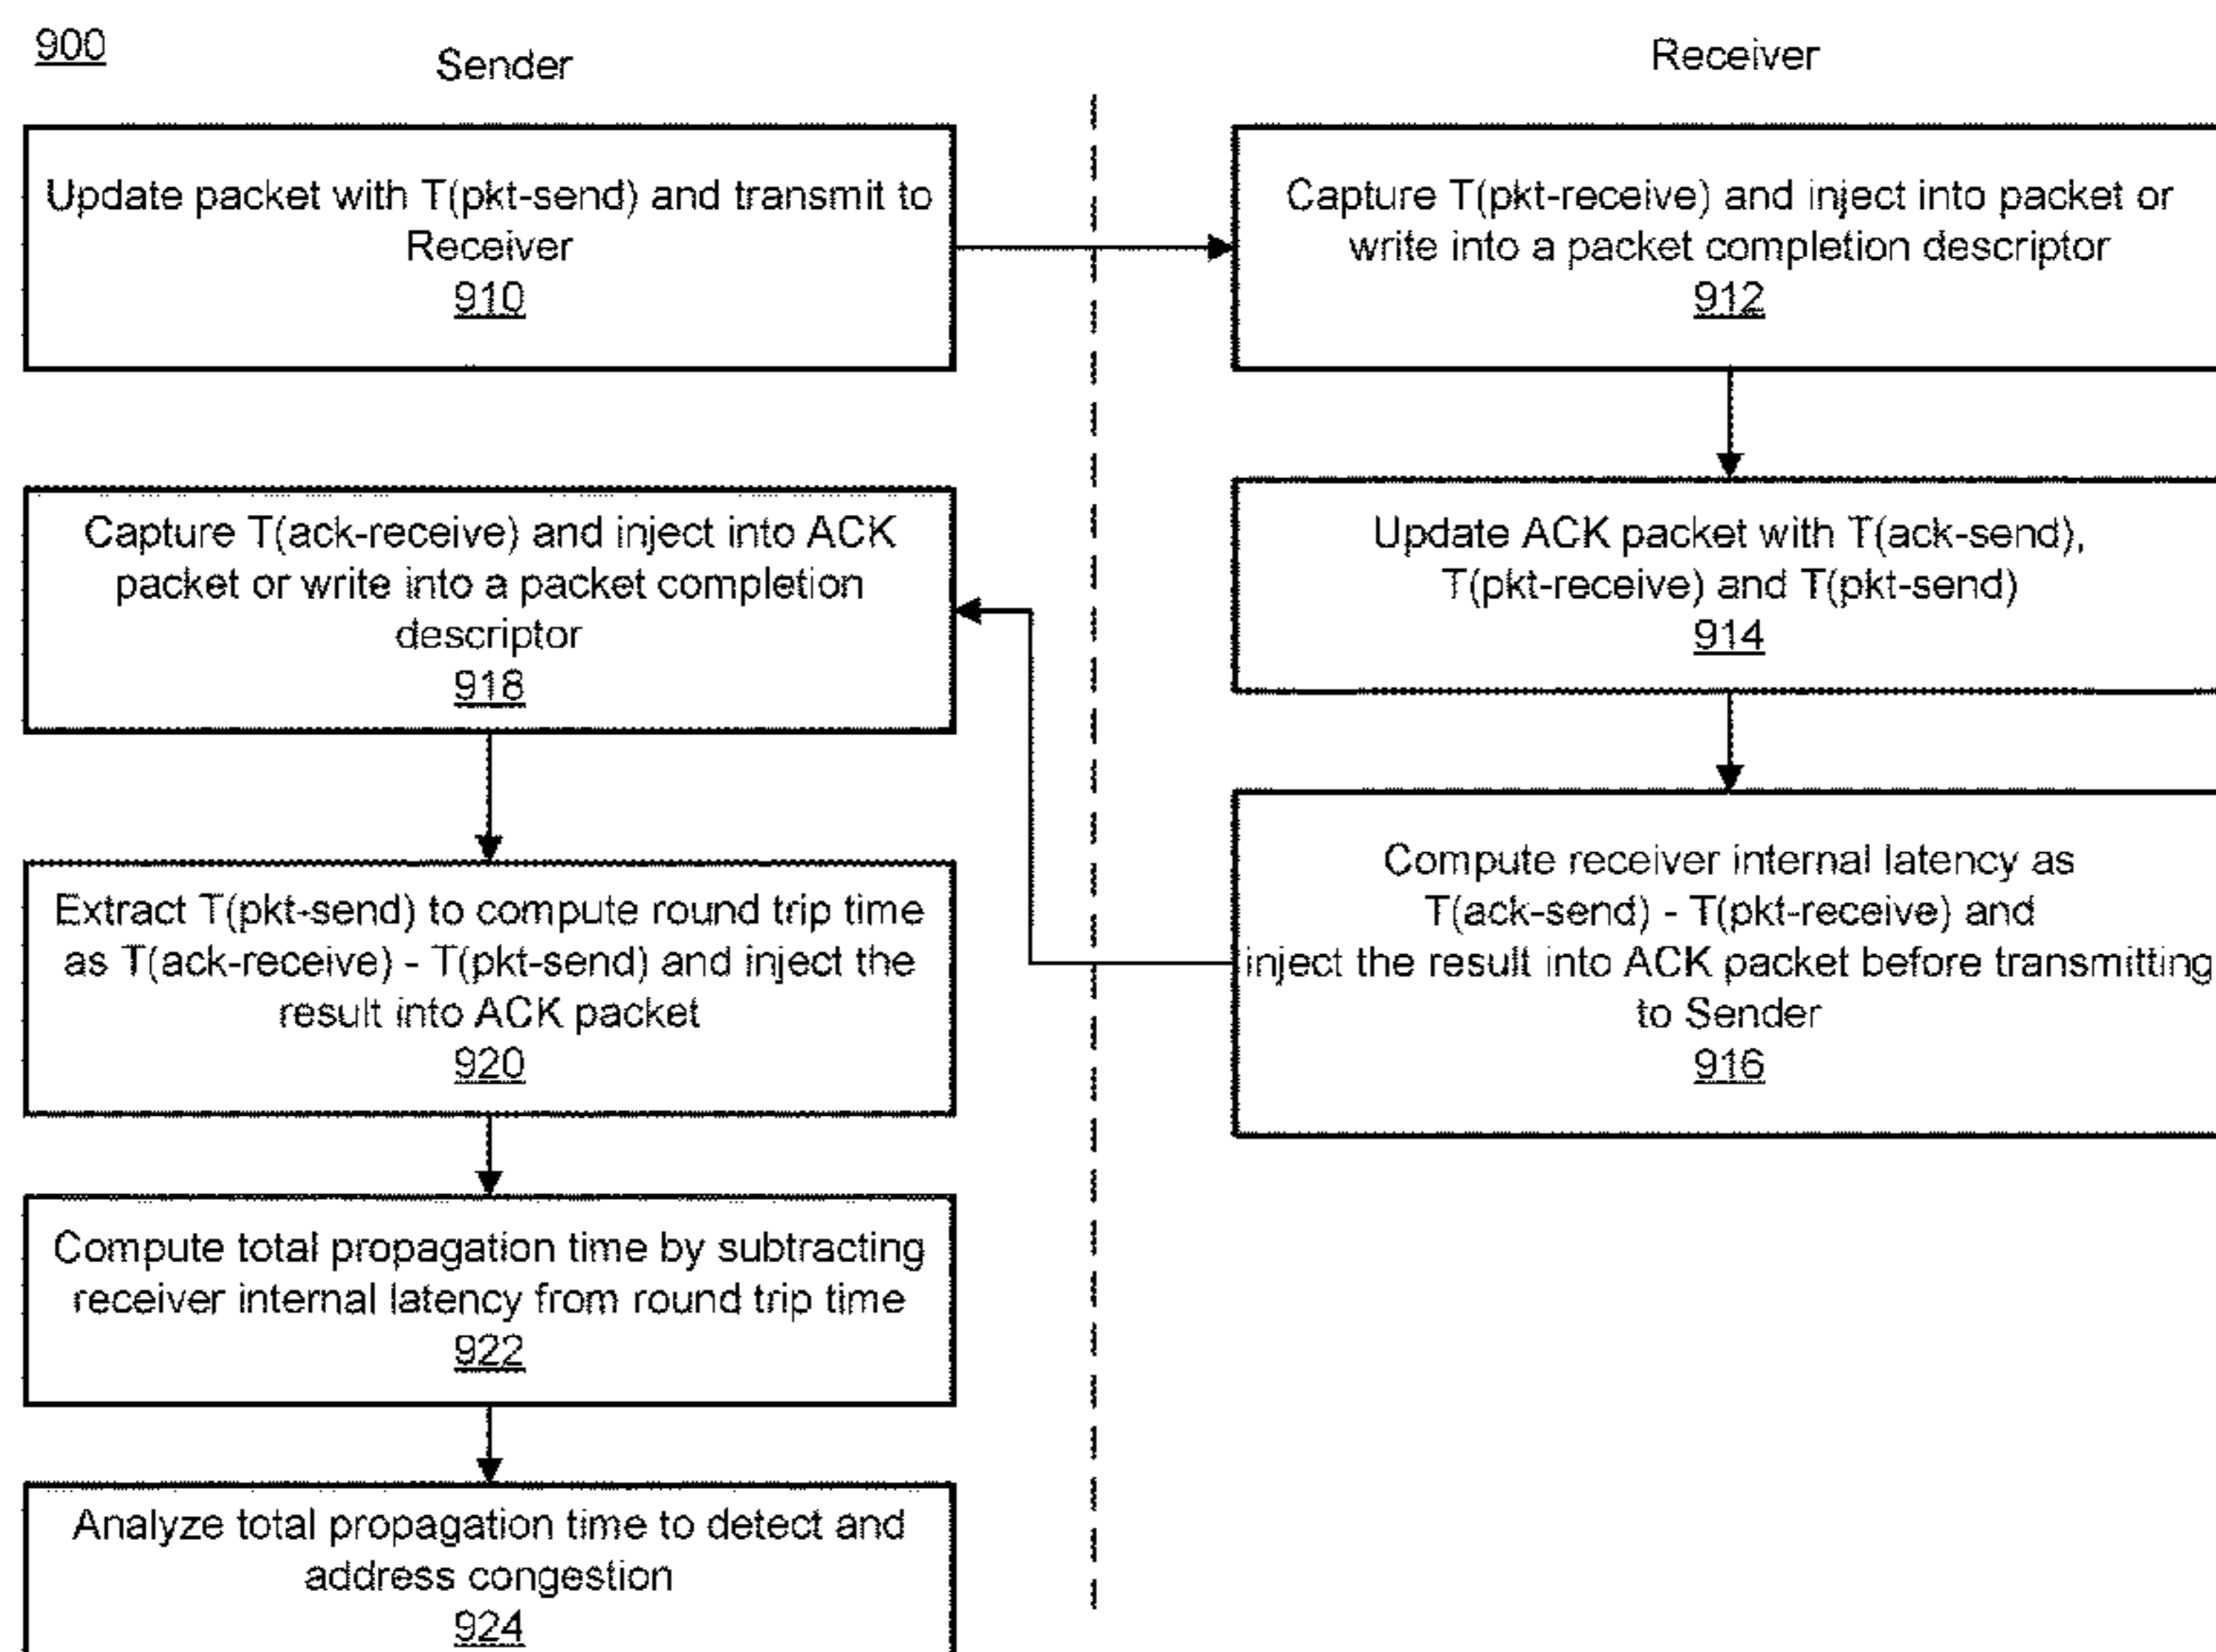 900
Sender
Receiver
Update packet with T(pkt-send) and transmit to
Receiver
910
Capture T(pkt-receive) and inject into packet or
write into a packet completion descriptor
912
Update ACK packet with T(ack-send),
T(pkt-receive) and T(pkt-send)
914
Compute receiver internal latency as
T(ack-send) - T(pkt-receive) and
inject the result into ACK packet before transmitting
to Sender
916
Capture T(ack-receive) and inject into ACK
packet or write into a packet completion
descriptor
918
Extract T(pkt-send) to compute round trip time
as T(ack-receive) - T(pkt-send) and inject the
result into ACK packet
920
Compute total propagation time by subtracting
receiver internal latency from round trip time
922
Analyze total propagation time to detect and
address congestion
924